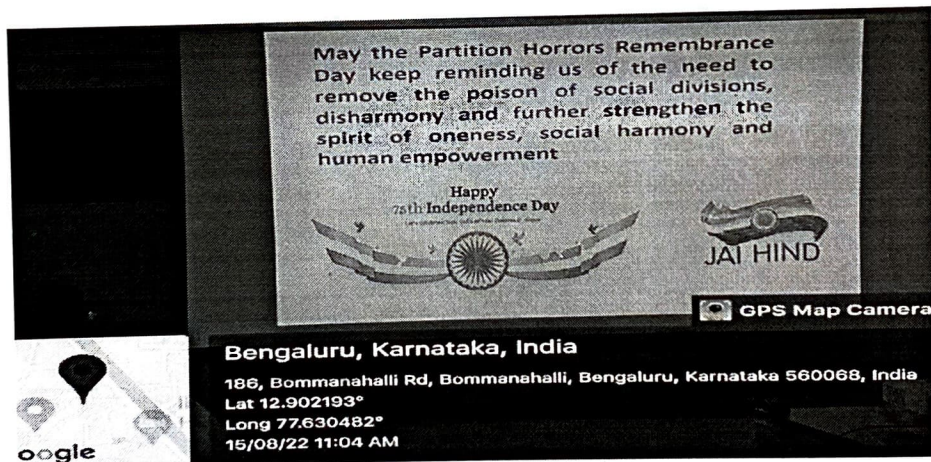 May the Partition Horrors Remembrance
Day keep reminding us of the need to
remove the poison of social divisions,
disharmony and further strengthen the
spirit of oneness, social harmony and
human empowerment
Happy
75th Independence Day
JAI HIND
GPS Map Camera
Bengaluru, Karnataka, India
186, Bommanahalli Rd, Bommanahalli, Bengaluru, Karnataka 560068, India
Lat 12.902193°
Long 77.630482°
15/08/22 11:04 AM
oogle